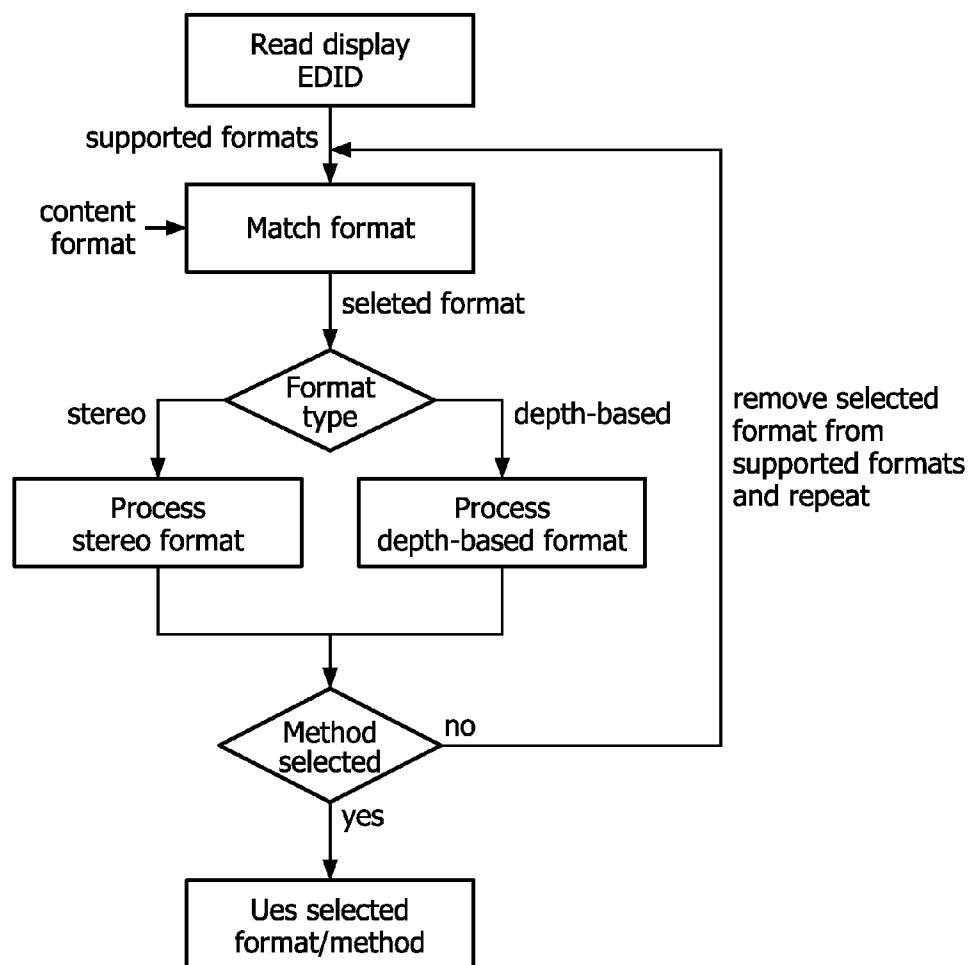 Read display
EDID
supported formats
content
format
Match format
seleted format
Format
type
stereo
depth-based
remove selected
format from
supported formats
and repeat
Process
stereo format
Process
depth-based format
Method
selected
no
yes
Ues selected
format/method